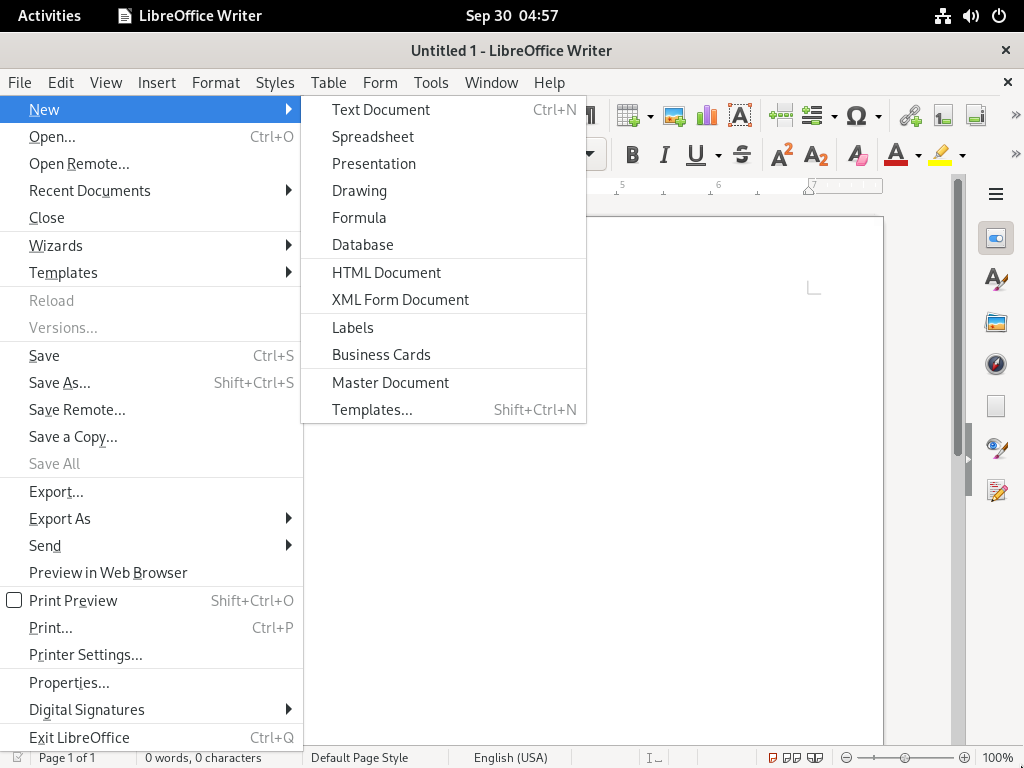 Activities LibreOffice Writer Sep 30 04:57
Untitled 1 - LibreOffice Writer
File Edit View Insert Format Styles Table Form Tools Window Help
New
Open... Ctrl+O
Open Remote...
Recent Documents
Close
Wizards
Templates
Reload
Versions...
Save Ctrl+S
Save As... Shift+Ctrl+S
Save Remote...
Save a Copy...
Save All
Export...
Export As
Send
Preview in Web Browser
Print Preview Shift+Ctrl+O
Print... Ctrl+P
Printer Settings...
Properties...
Digital Signatures
Exit LibreOffice Ctrl+Q
Text Document Ctrl+N
Spreadsheet
Presentation
Drawing
Formula
Database
HTML Document
XML Form Document
Labels
Business Cards
Master Document
Templates... Shift+Ctrl+N
5 6 7
Page 1 of 1 0 words, 0 characters Default Page Style English (USA) 100%